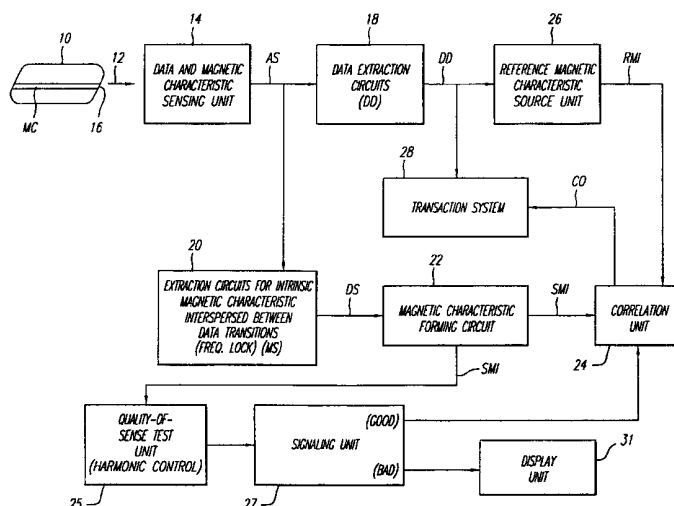 10
12
MC
16
14
DATA AND MAGNETIC
CHARACTERISTIC
SENSING UNIT
AS
18
DATA EXTRACTION
CIRCUITS
(DD)
DD
26
REFERENCE MAGNETIC
CHARACTERISTIC
SOURCE UNIT
RMI
28
TRANSACTION SYSTEM
CO
20
EXTRACTION CIRCUITS FOR INTRINSIC
MAGNETIC CHARACTERISTIC
INTERSPERSED BETWEEN
DATA TRANSITIONS
(FREQ. LOCK) (MS)
DS
22
MAGNETIC CHARACTERISTIC
FORMING CIRCUIT
SMI
CORRELATION
UNIT
24
SMI
QUALITY-OF-
SENSE TEST
UNIT
(HARMONIC CONTROL)
25
SIGNALING UNIT
(GOOD)
(BAD)
27
DISPLAY
UNIT
31